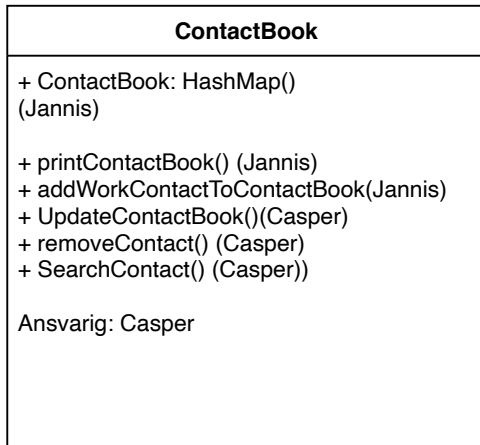 ContactBook
+ ContactBook: HashMap()
(Jannis)
+ printContactBook() (Jannis)
+ addWorkContactToContactBook(Jannis)
+ UpdateContactBook()(Casper)
+ removeContact() (Casper)
+ SearchContact() (Casper))
Ansvarig: Casper